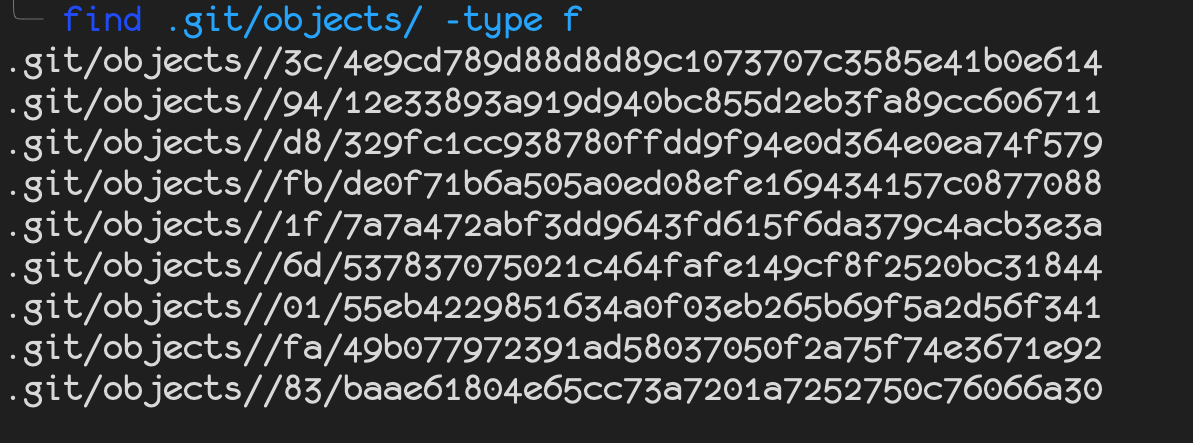 find .git/objects/ -type f
.git/objects//3c/4e9cd789d88d8d89c1073707c3585e41b0e614
.git/objects//94/12e33893a919d940bc855d2eb3fa89cc606711
.git/objects//d8/329fc1cc938780ffdd9f94e0d364e0ea74f579
.git/objects//fb/de0f71b6a505a0ed08efe169434157c0877088
.git/objects//1f/7a7a472abf3dd9643fd615f6da379c4acb3e3a
.git/objects//6d/537837075021c464fafe149cf8f2520bc31844
.git/objects//01/55eb4229851634a0f03eb265b69f5a2d56f341
.git/objects//fa/49b077972391ad58037050f2a75f74e3671e92
.git/objects//83/baae61804e65cc73a7201a7252750c76066a30